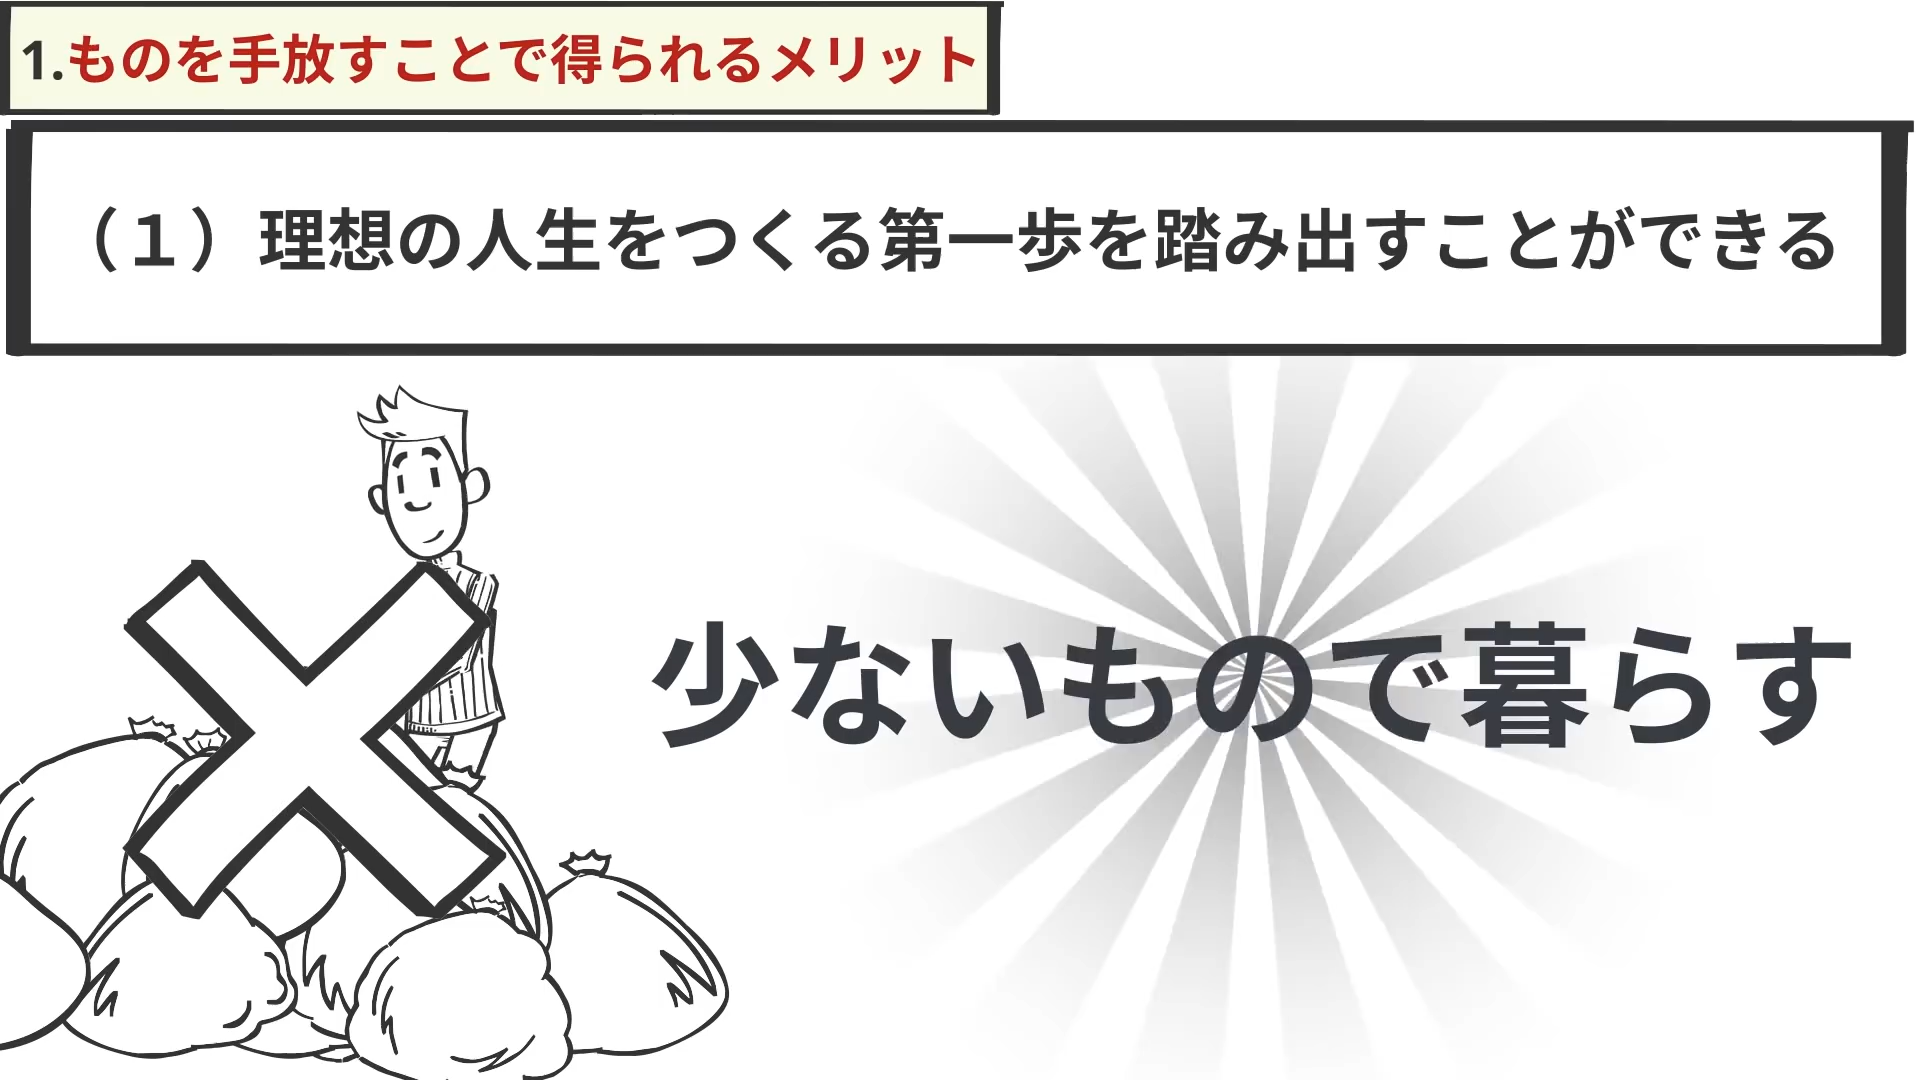 1.ものを手放すことで得られるメリット
（１）理想の人生をつくる第一歩を踏み出すことができる
少ないもので暮らす